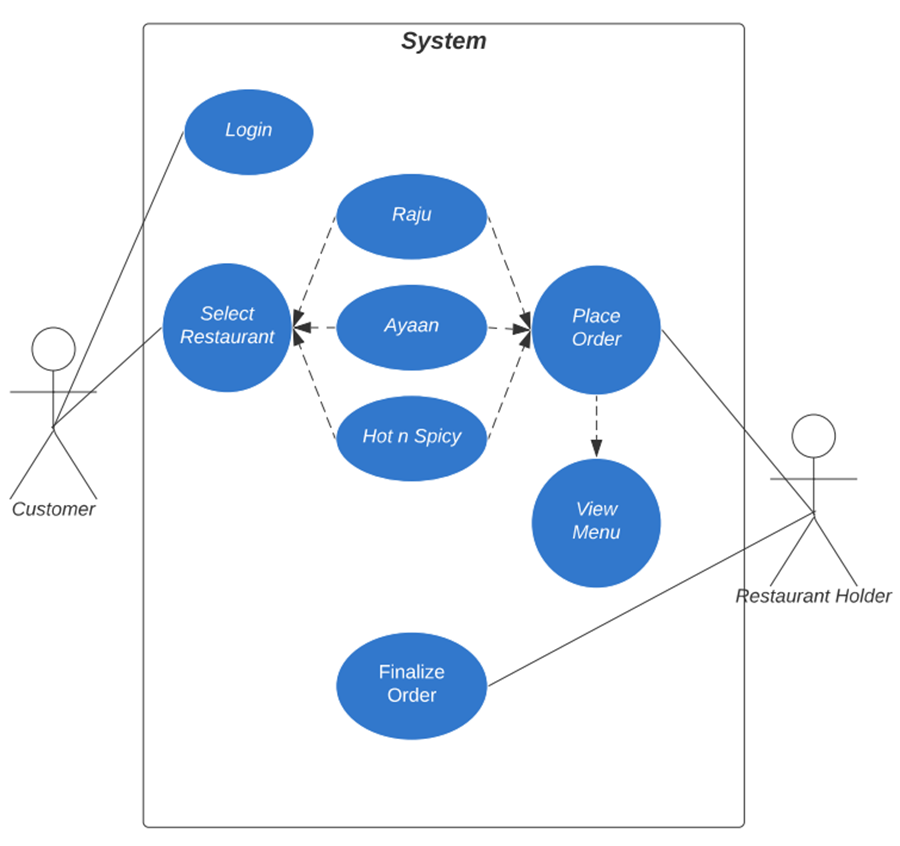 System
Login
Raju
Select
Restaurant
Ayaan
Place
Order
Hot n Spicy
Customer
View
Menu
Restaurant Holder
Finalize
Order